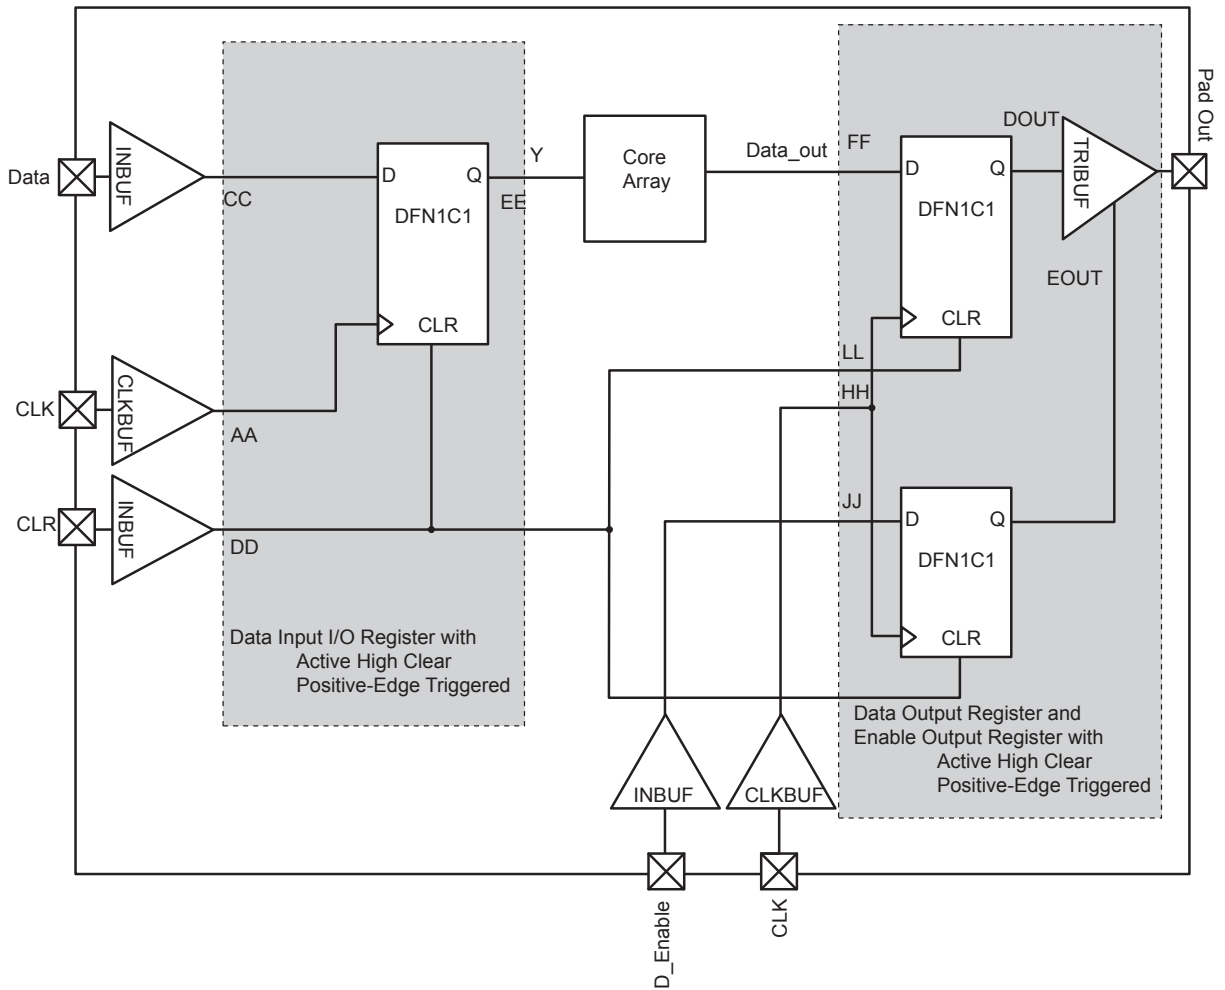 Pad Out
DOUT
INBUF
TRIBUF
Y
Core
Array
Data_out
FF
Data
D
Q
D
Q
CC
EE
DFN1C1
DFN1C1
EOUT
CLR
CLR
LL
HH
CLKBUF
CLK
AA
INBUF
CLR
JJ
D
Q
DD
DFN1C1
Data Input I/O Register with
Active High Clear
Positive-Edge Triggered
CLR
Data Output Register and
Enable Output Register with
Active High Clear
Positive-Edge Triggered
INBUF
CLKBUF
D_Enable
CLK